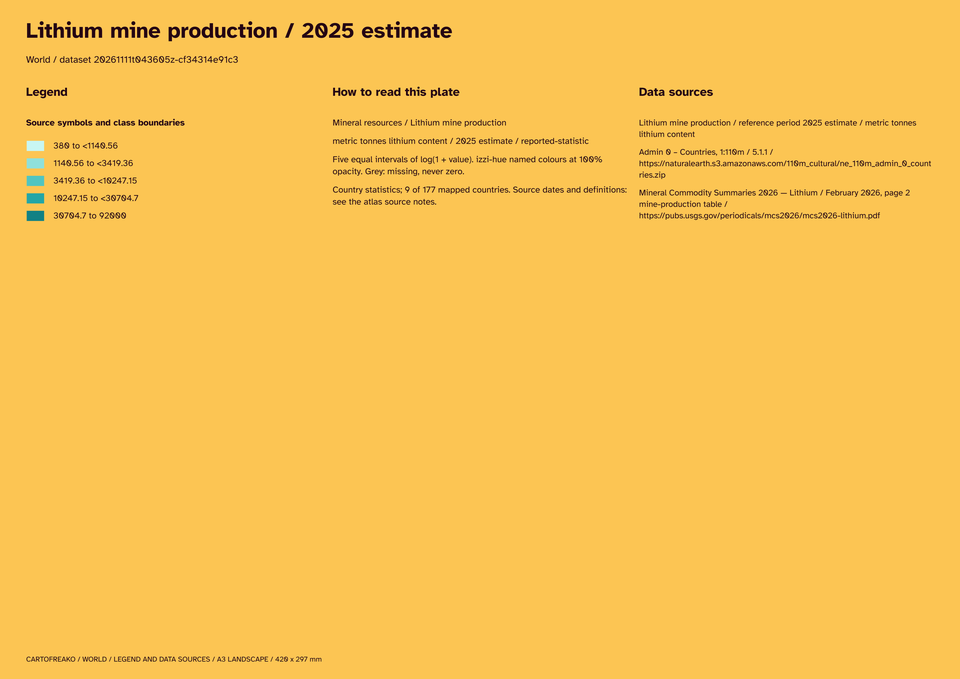 Lithium mine production / 2025 estimate
World / dataset 20261111t043605z-cf34314e91c3
Legend
Source symbols and class boundaries
380 to <1140.56
1140.56 to <3419.36
3419.36 to <10247.15
10247.15 to <30704.7
30704.7 to 92000
How to read this plate
Mineral resources / Lithium mine production
metric tonnes lithium content / 2025 estimate / reported-statistic
Five equal intervals of log(1 + value). izzi-hue named colours at 100%
opacity. Grey: missing, never zero.
Country statistics; 9 of 177 mapped countries. Source dates and definitions:
see the atlas source notes.
Data sources
Lithium mine production / reference period 2025 estimate / metric tonnes
lithium content
Admin 0 – Countries, 1:110m / 5.1.1 /
https://naturalearth.s3.amazonaws.com/110m_cultural/ne_110m_admin_0_count
ries.zip
Mineral Commodity Summaries 2026 — Lithium / February 2026, page 2
mine-production table /
https://pubs.usgs.gov/periodicals/mcs2026/mcs2026-lithium.pdf
CARTOFREAKO / WORLD / LEGEND AND DATA SOURCES / A3 LANDSCAPE / 420 x 297 mm